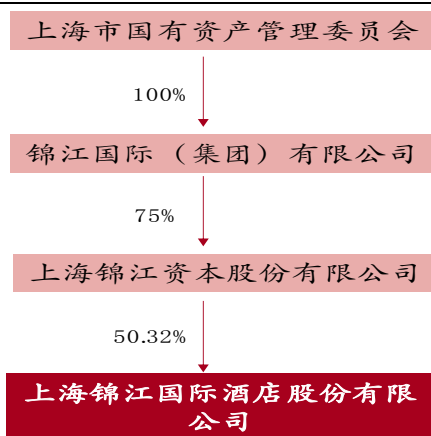 上海市国有资产管理委员会
100%
锦江国际（集团）有限公司
75%
上海锦江资本股份有限公司
50.32%
上海锦江国际酒店股份有限
公司